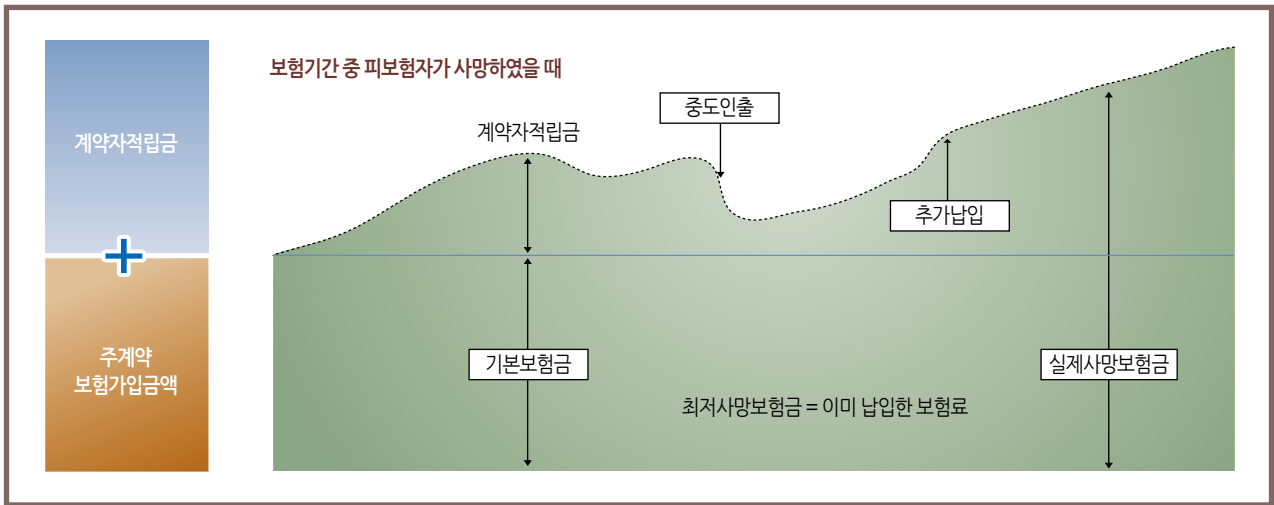 보험기간 중 피보험자가 사망하였을 때
계약자적립금
+
주계약
보험가입금액
계약자적립금
중도인출
추가납입
기본보험금
실제사망보험금
최저사망보험금 = 이미 납입한 보험료